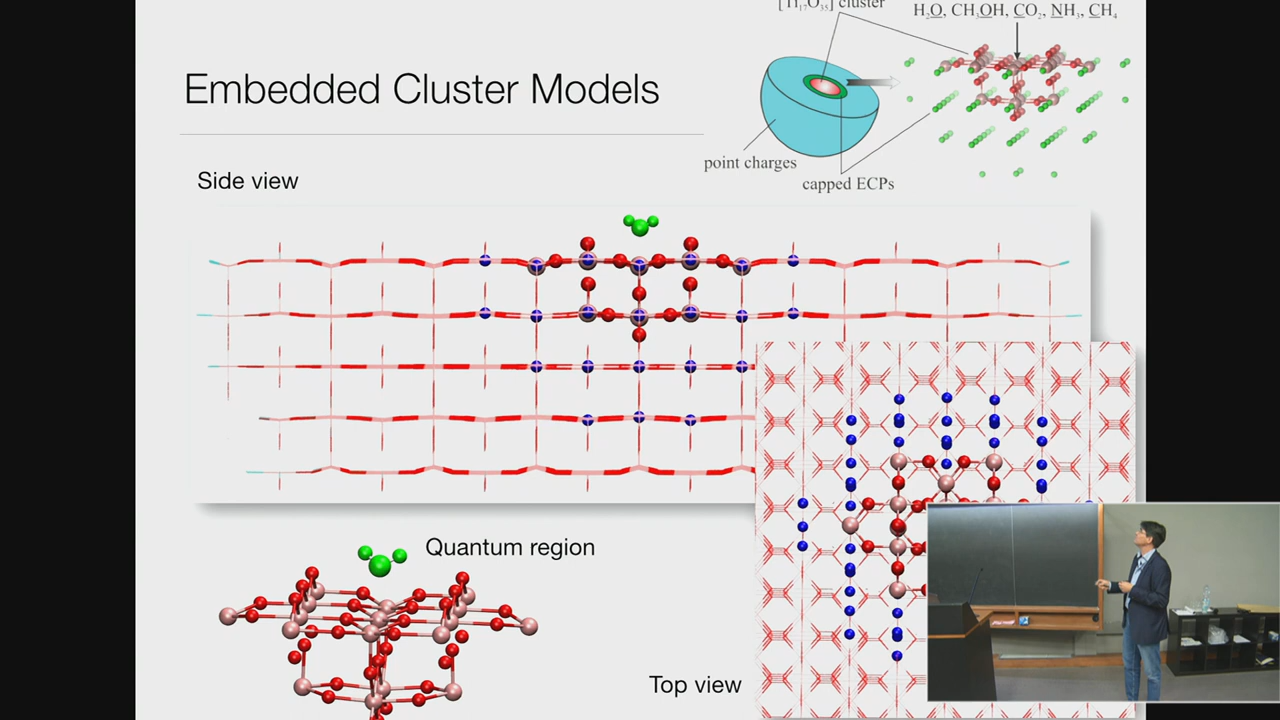 [Ti₁₇O₃₅] cluster
H₂O, CH₃OH, CO₂, NH₃, CH₄
Embedded Cluster Models
point charges
capped ECPs
Side view
Quantum region
Top view